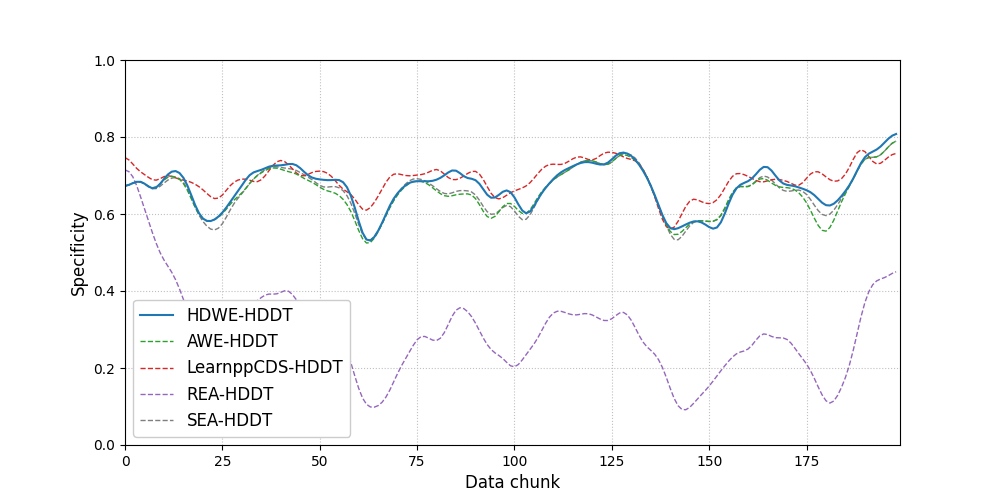 1.0
0.8
0.6
0.4
0.2
0.0
Specificity
HDWE-HDDT
AWE-HDDT
LearnppCDS-HDDT
REA-HDDT
SEA-HDDT
0 25 50 75 100 125 150 175
Data chunk